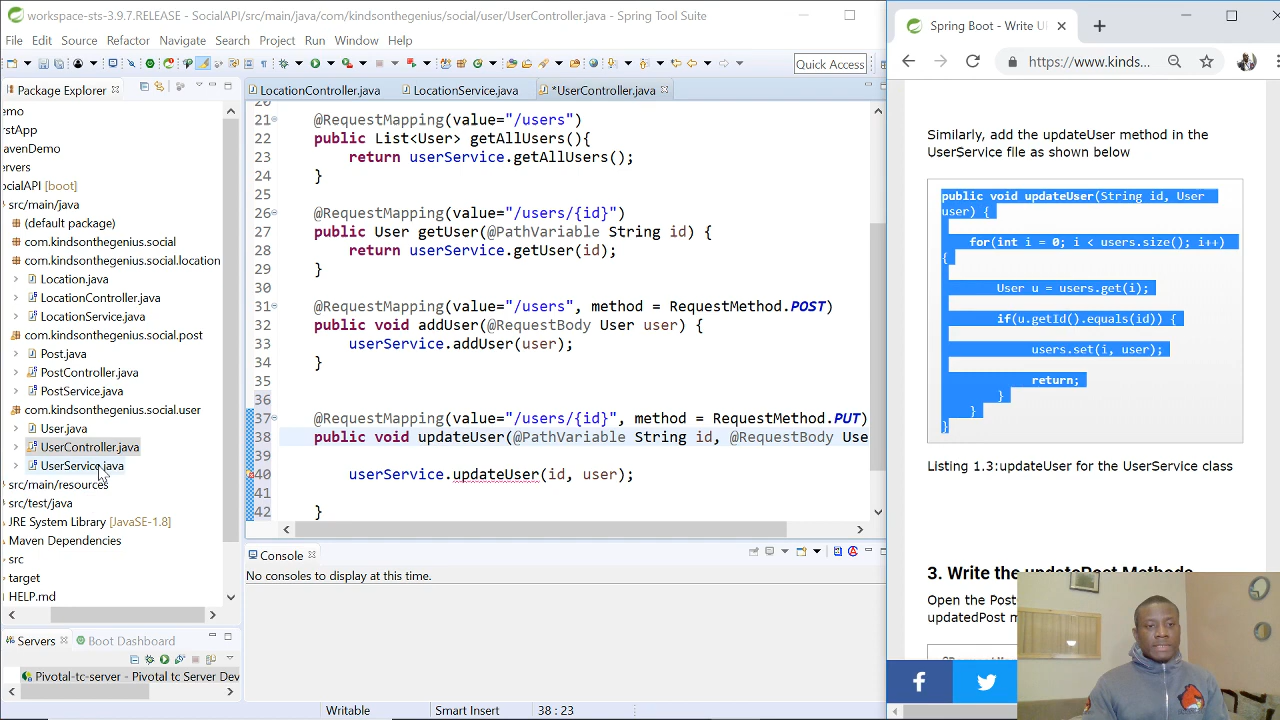 workspace-sts-3.9.7.RELEASE - SocialAPI/src/main/java/com/kindsonthegenius/social/user/UserController.java - Spring Tool Suite
File Edit Source Refactor Navigate Search Project Run Window Help
Quick Access
Package Explorer
emo
rstApp
avenDemo
ervers
ocialAPI [boot]
src/main/java
(default package)
com.kindsonthegenius.social
com.kindsonthegenius.social.location
Location.java
LocationController.java
LocationService.java
com.kindsonthegenius.social.post
Post.java
PostController.java
PostService.java
com.kindsonthegenius.social.user
User.java
UserController.java
UserService.java
src/main/resources
src/test/java
JRE System Library [JavaSE-1.8]
Maven Dependencies
src
target
HELP.md
Servers Boot Dashboard
Pivotal-tc-server - Pivotal tc Server Dev
LocationController.java LocationService.java *UserController.java
20
21 @RequestMapping(value="/users")
22 public List<User> getAllUsers(){
23 return userService.getAllUsers();
24 }
25
26 @RequestMapping(value="/users/{id}")
27 public User getUser(@PathVariable String id) {
28 return userService.getUser(id);
29 }
30
31 @RequestMapping(value="/users", method = RequestMethod.POST)
32 public void addUser(@RequestBody User user) {
33 userService.addUser(user);
34 }
35
36
37 @RequestMapping(value="/users/{id}", method = RequestMethod.PUT)
38 public void updateUser(@PathVariable String id, @RequestBody Use
39
40 userService.updateUser(id, user);
41
42 }
Console
No consoles to display at this time.
Writable Smart Insert 38 : 23
Spring Boot - Write U
https://www.kinds...
Similarly, add the updateUser method in the
UserService file as shown below
public void updateUser(String id, User
user) {
for(int i = 0; i < users.size(); i++)
{
User u = users.get(i);
if(u.getId().equals(id)) {
users.set(i, user);
return;
}
}
}
Listing 1.3:updateUser for the UserService class
3. Write the updatePost Methods
Open the Pos
updatedPost m